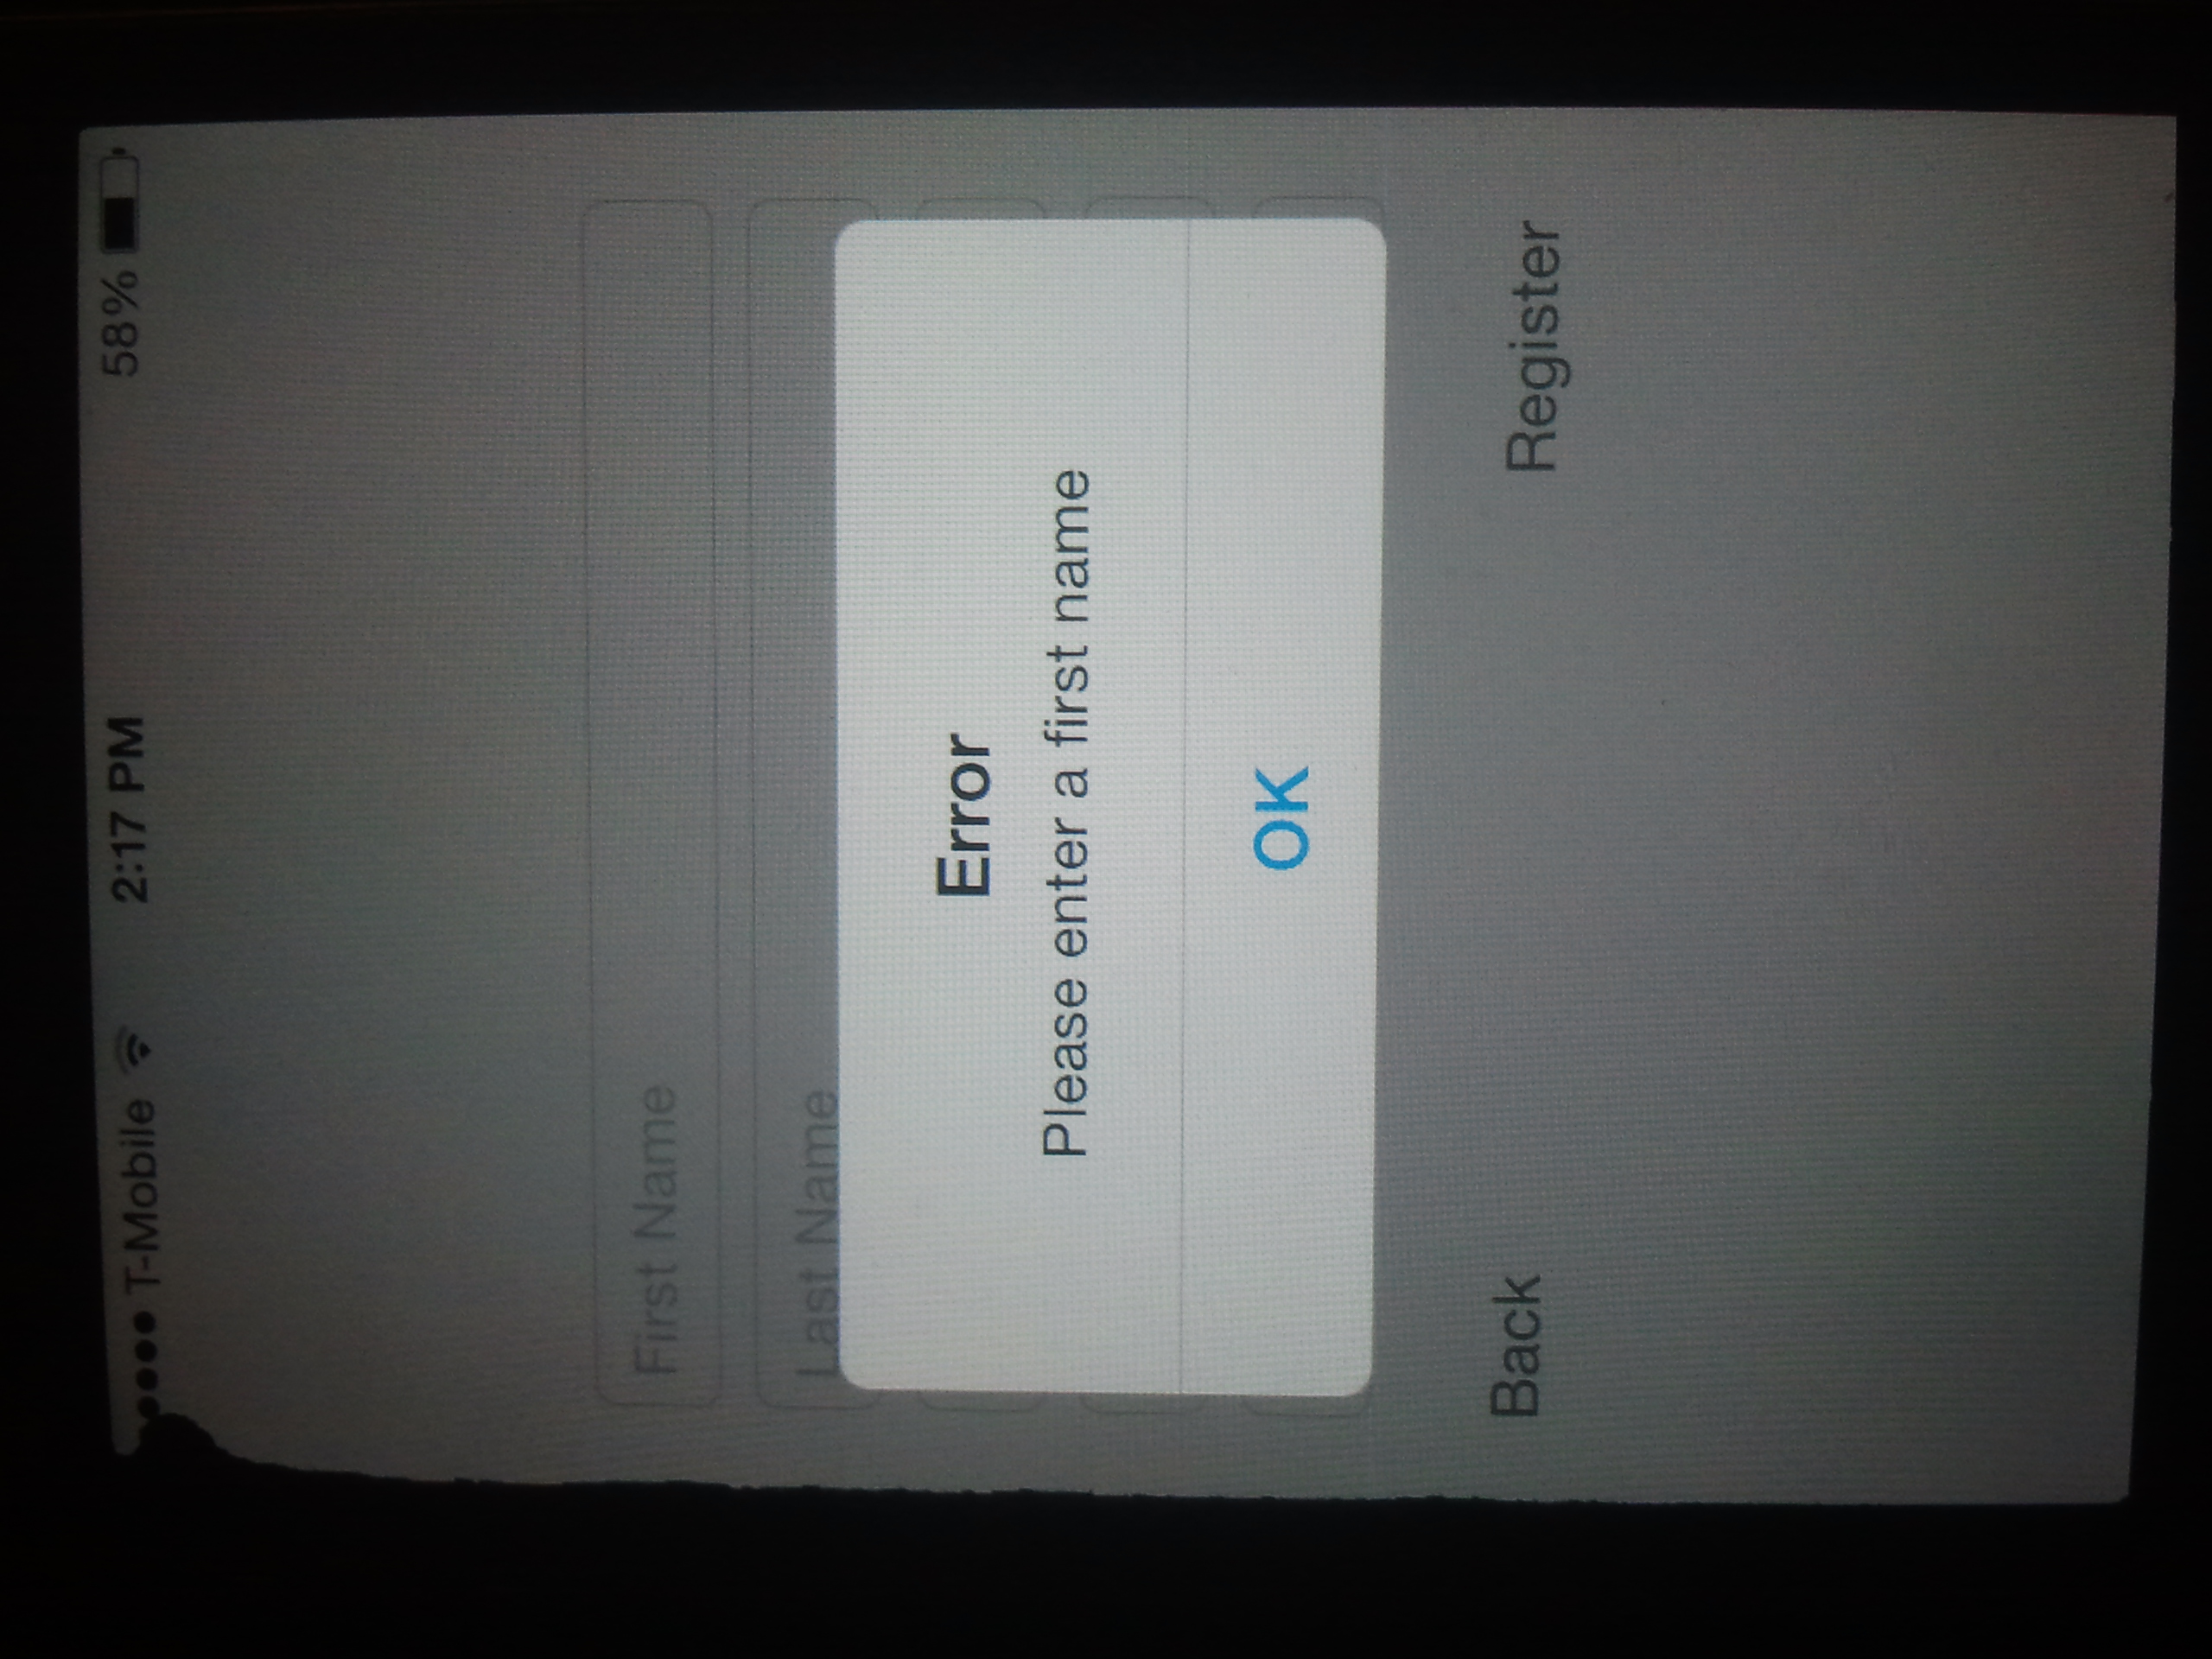 T-Mobile 2:17 PM 58%
First Name
Last Name
Error
Please enter a first name
OK
Back Register